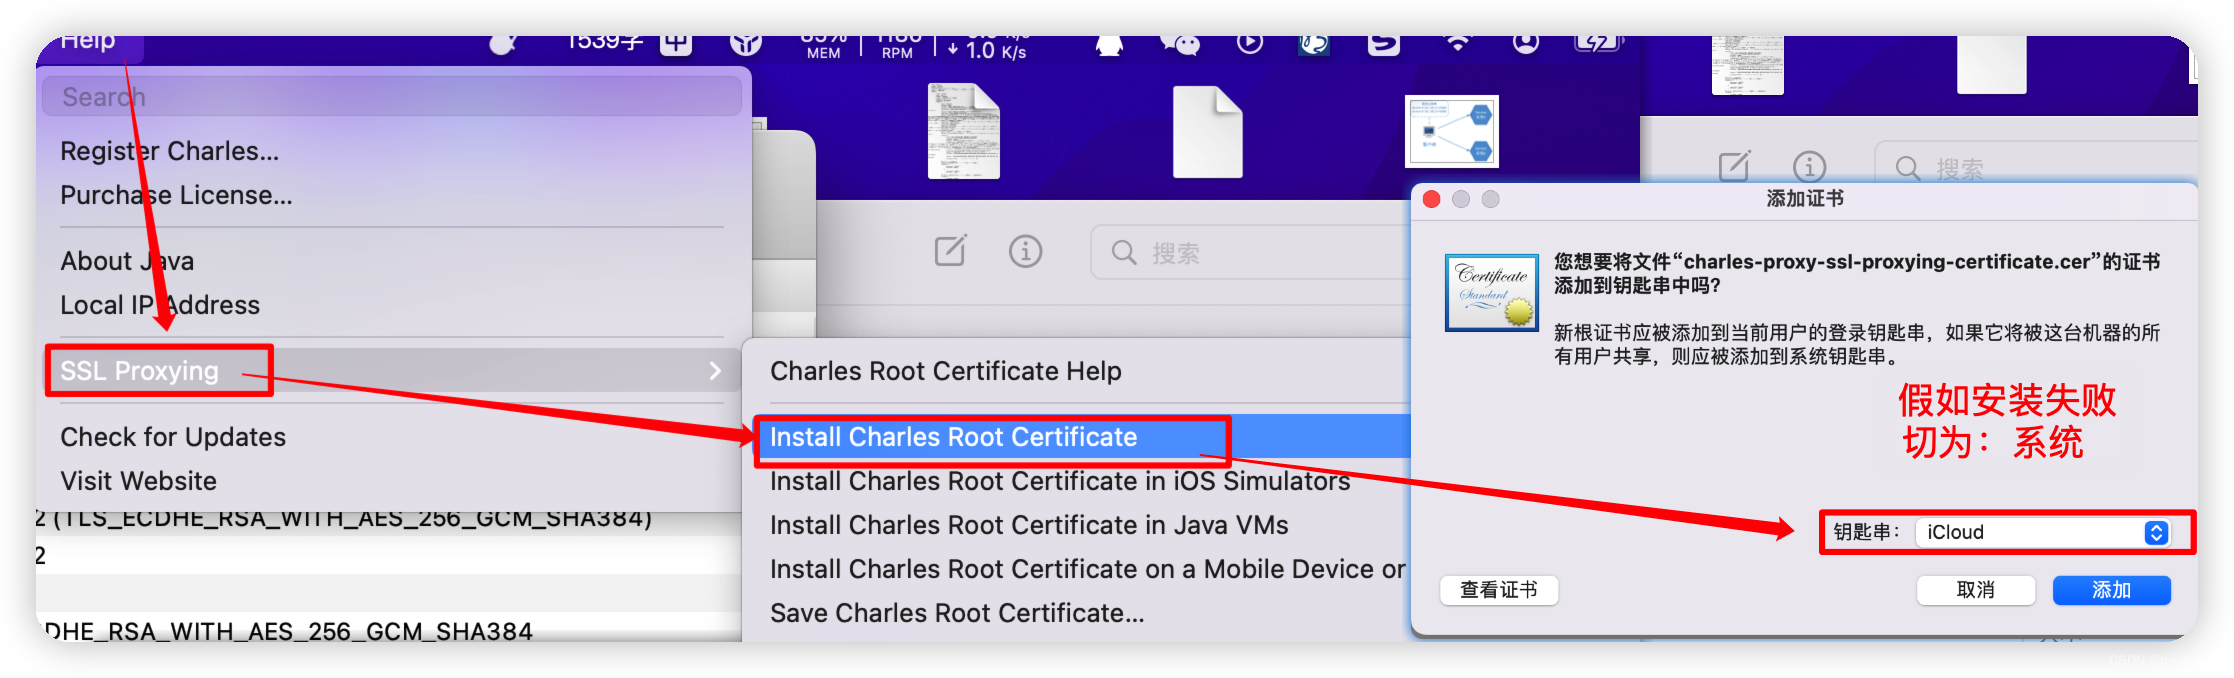 Help
1539字
中
85%
MEM
RPM
↓ 1.0 K/s
Search
Register Charles...
Purchase License...
About Java
Local IP Address
SSL Proxying
Check for Updates
Visit Website
2 (TLS_ECDHE_RSA_WITH_AES_256_GCM_SHA384)
2
DHE_RSA_WITH_AES_256_GCM_SHA384
搜索
Charles Root Certificate Help
Install Charles Root Certificate
Install Charles Root Certificate in iOS Simulators
Install Charles Root Certificate in Java VMs
Install Charles Root Certificate on a Mobile Device or
Save Charles Root Certificate...
搜索
添加证书
Certificate
Standard
您想要将文件“charles-proxy-ssl-proxying-certificate.cer”的证书
添加到钥匙串中吗？
新根证书应被添加到当前用户的登录钥匙串，如果它将被这台机器的所
有用户共享，则应被添加到系统钥匙串。
假如安装失败
切为：系统
钥匙串：
iCloud
查看证书
取消
添加